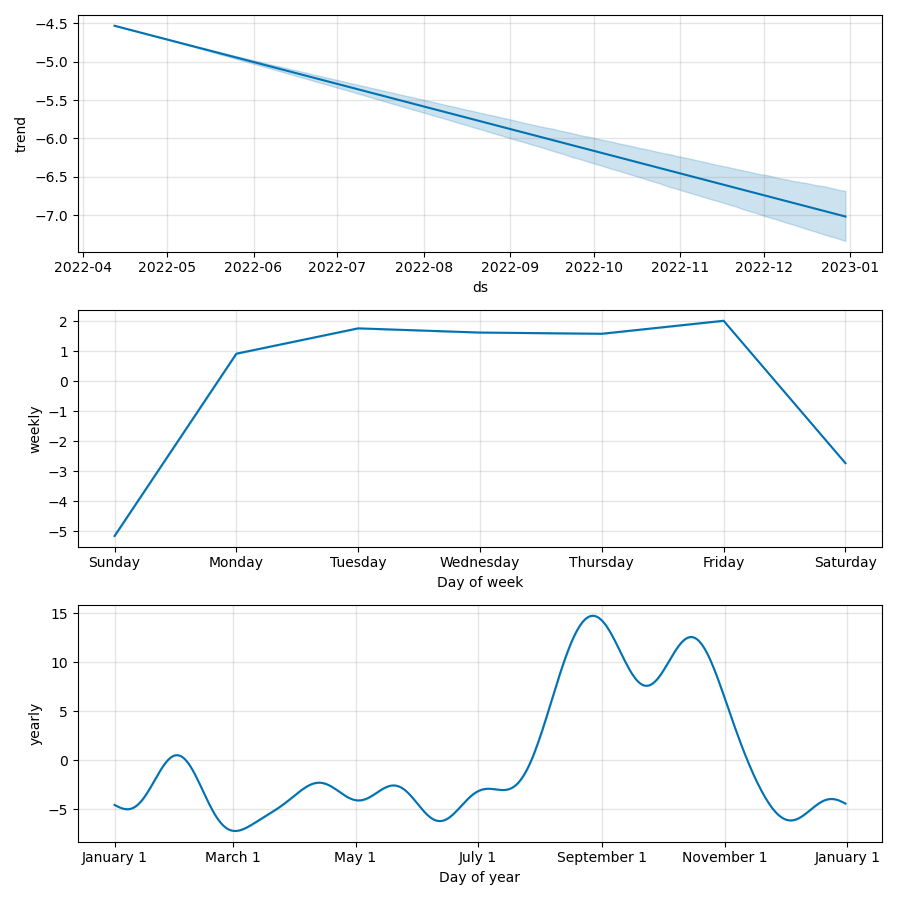 −4.5
−5.0
−5.5
−6.0
−6.5
−7.0
trend
2022-04 2022-05 2022-06 2022-07 2022-08 2022-09 2022-10 2022-11 2022-12 2023-01
ds
2
1
0
−1
−2
−3
−4
−5
weekly
Sunday Monday Tuesday Wednesday Thursday Friday Saturday
Day of week
15
10
5
0
−5
yearly
January 1 March 1 May 1 July 1 September 1 November 1 January 1
Day of year